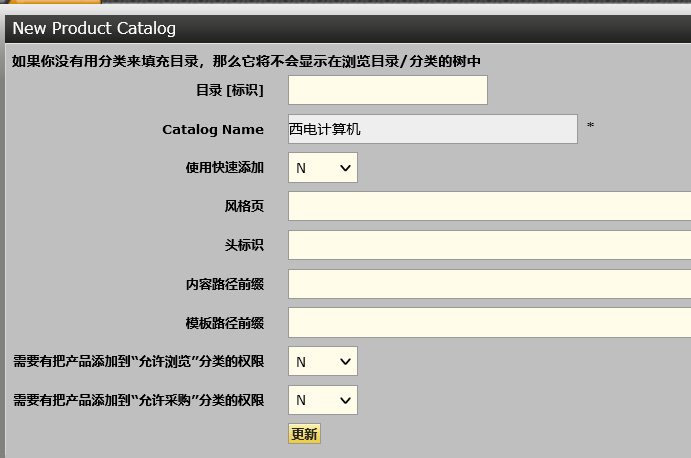 New Product Catalog
如果你没有用分类来填充目录，那么它将不会显示在浏览目录/分类的树中
目录 [标识]
Catalog Name 西电计算机 *
使用快速添加 N
风格页
头标识
内容路径前缀
模板路径前缀
需要有把产品添加到“允许浏览”分类的权限 N
需要有把产品添加到“允许采购”分类的权限 N
更新